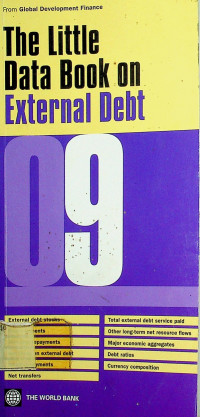 From Global Development Finance
The Little
Data Book on
External Debt
09
External debt stocks
Total external debt service paid
Other long-term net resource flows
Major economic aggregates
external debt
Debt ratios
Currency composition
Net transfers
THE WORLD BANK